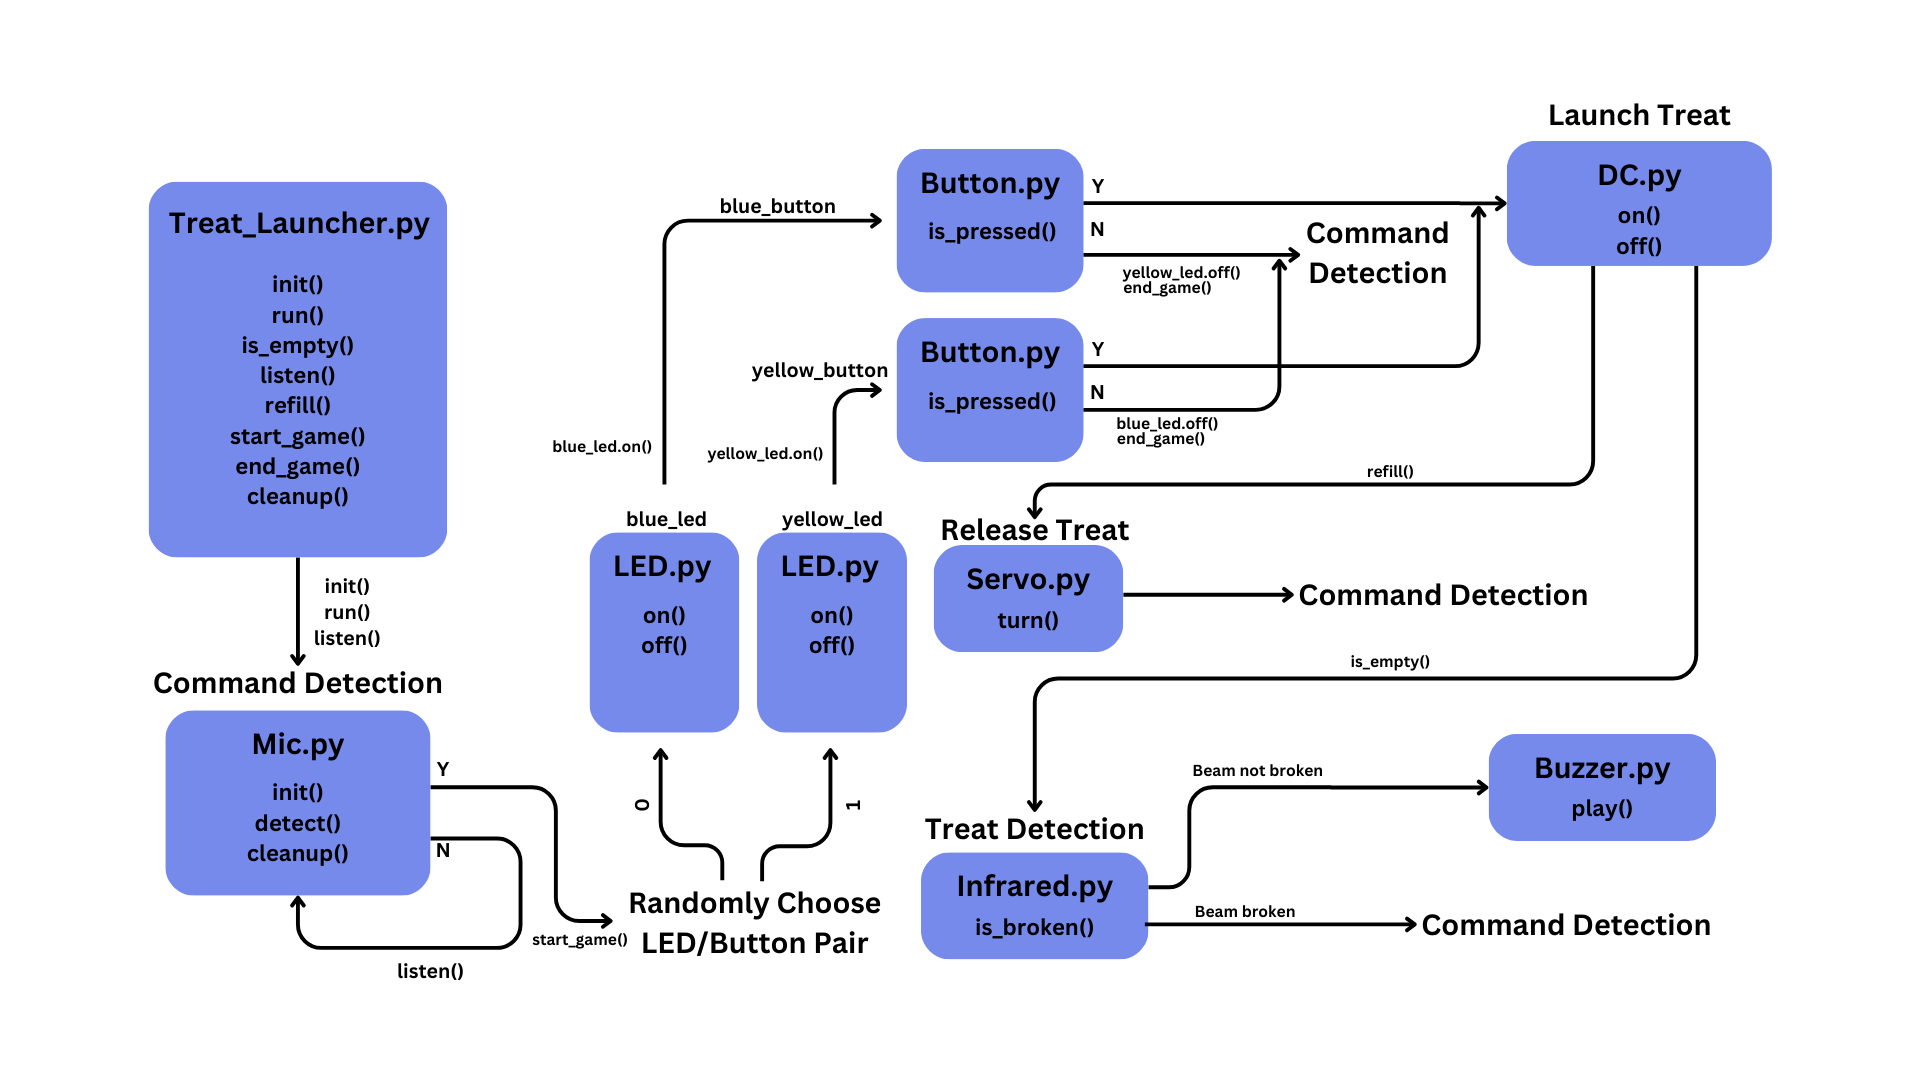 Treat_Launcher.py
init()
run()
is_empty()
listen()
refill()
start_game()
end_game()
cleanup()
init()
run()
listen()
Command Detection
Mic.py
init()
detect()
cleanup()
Y
N
listen()
start_game()
Randomly Choose
LED/Button Pair
0
1
blue_led
LED.py
on()
off()
yellow_led
LED.py
on()
off()
blue_led.on()
yellow_led.on()
blue_button
yellow_button
Button.py
is_pressed()
Y
N
yellow_led.off()
end_game()
Command
Detection
Button.py
is_pressed()
Y
N
blue_led.off()
end_game()
Launch Treat
DC.py
on()
off()
refill()
Release Treat
Servo.py
turn()
Command Detection
is_empty()
Treat Detection
Infrared.py
is_broken()
Beam not broken
Buzzer.py
play()
Beam broken
Command Detection